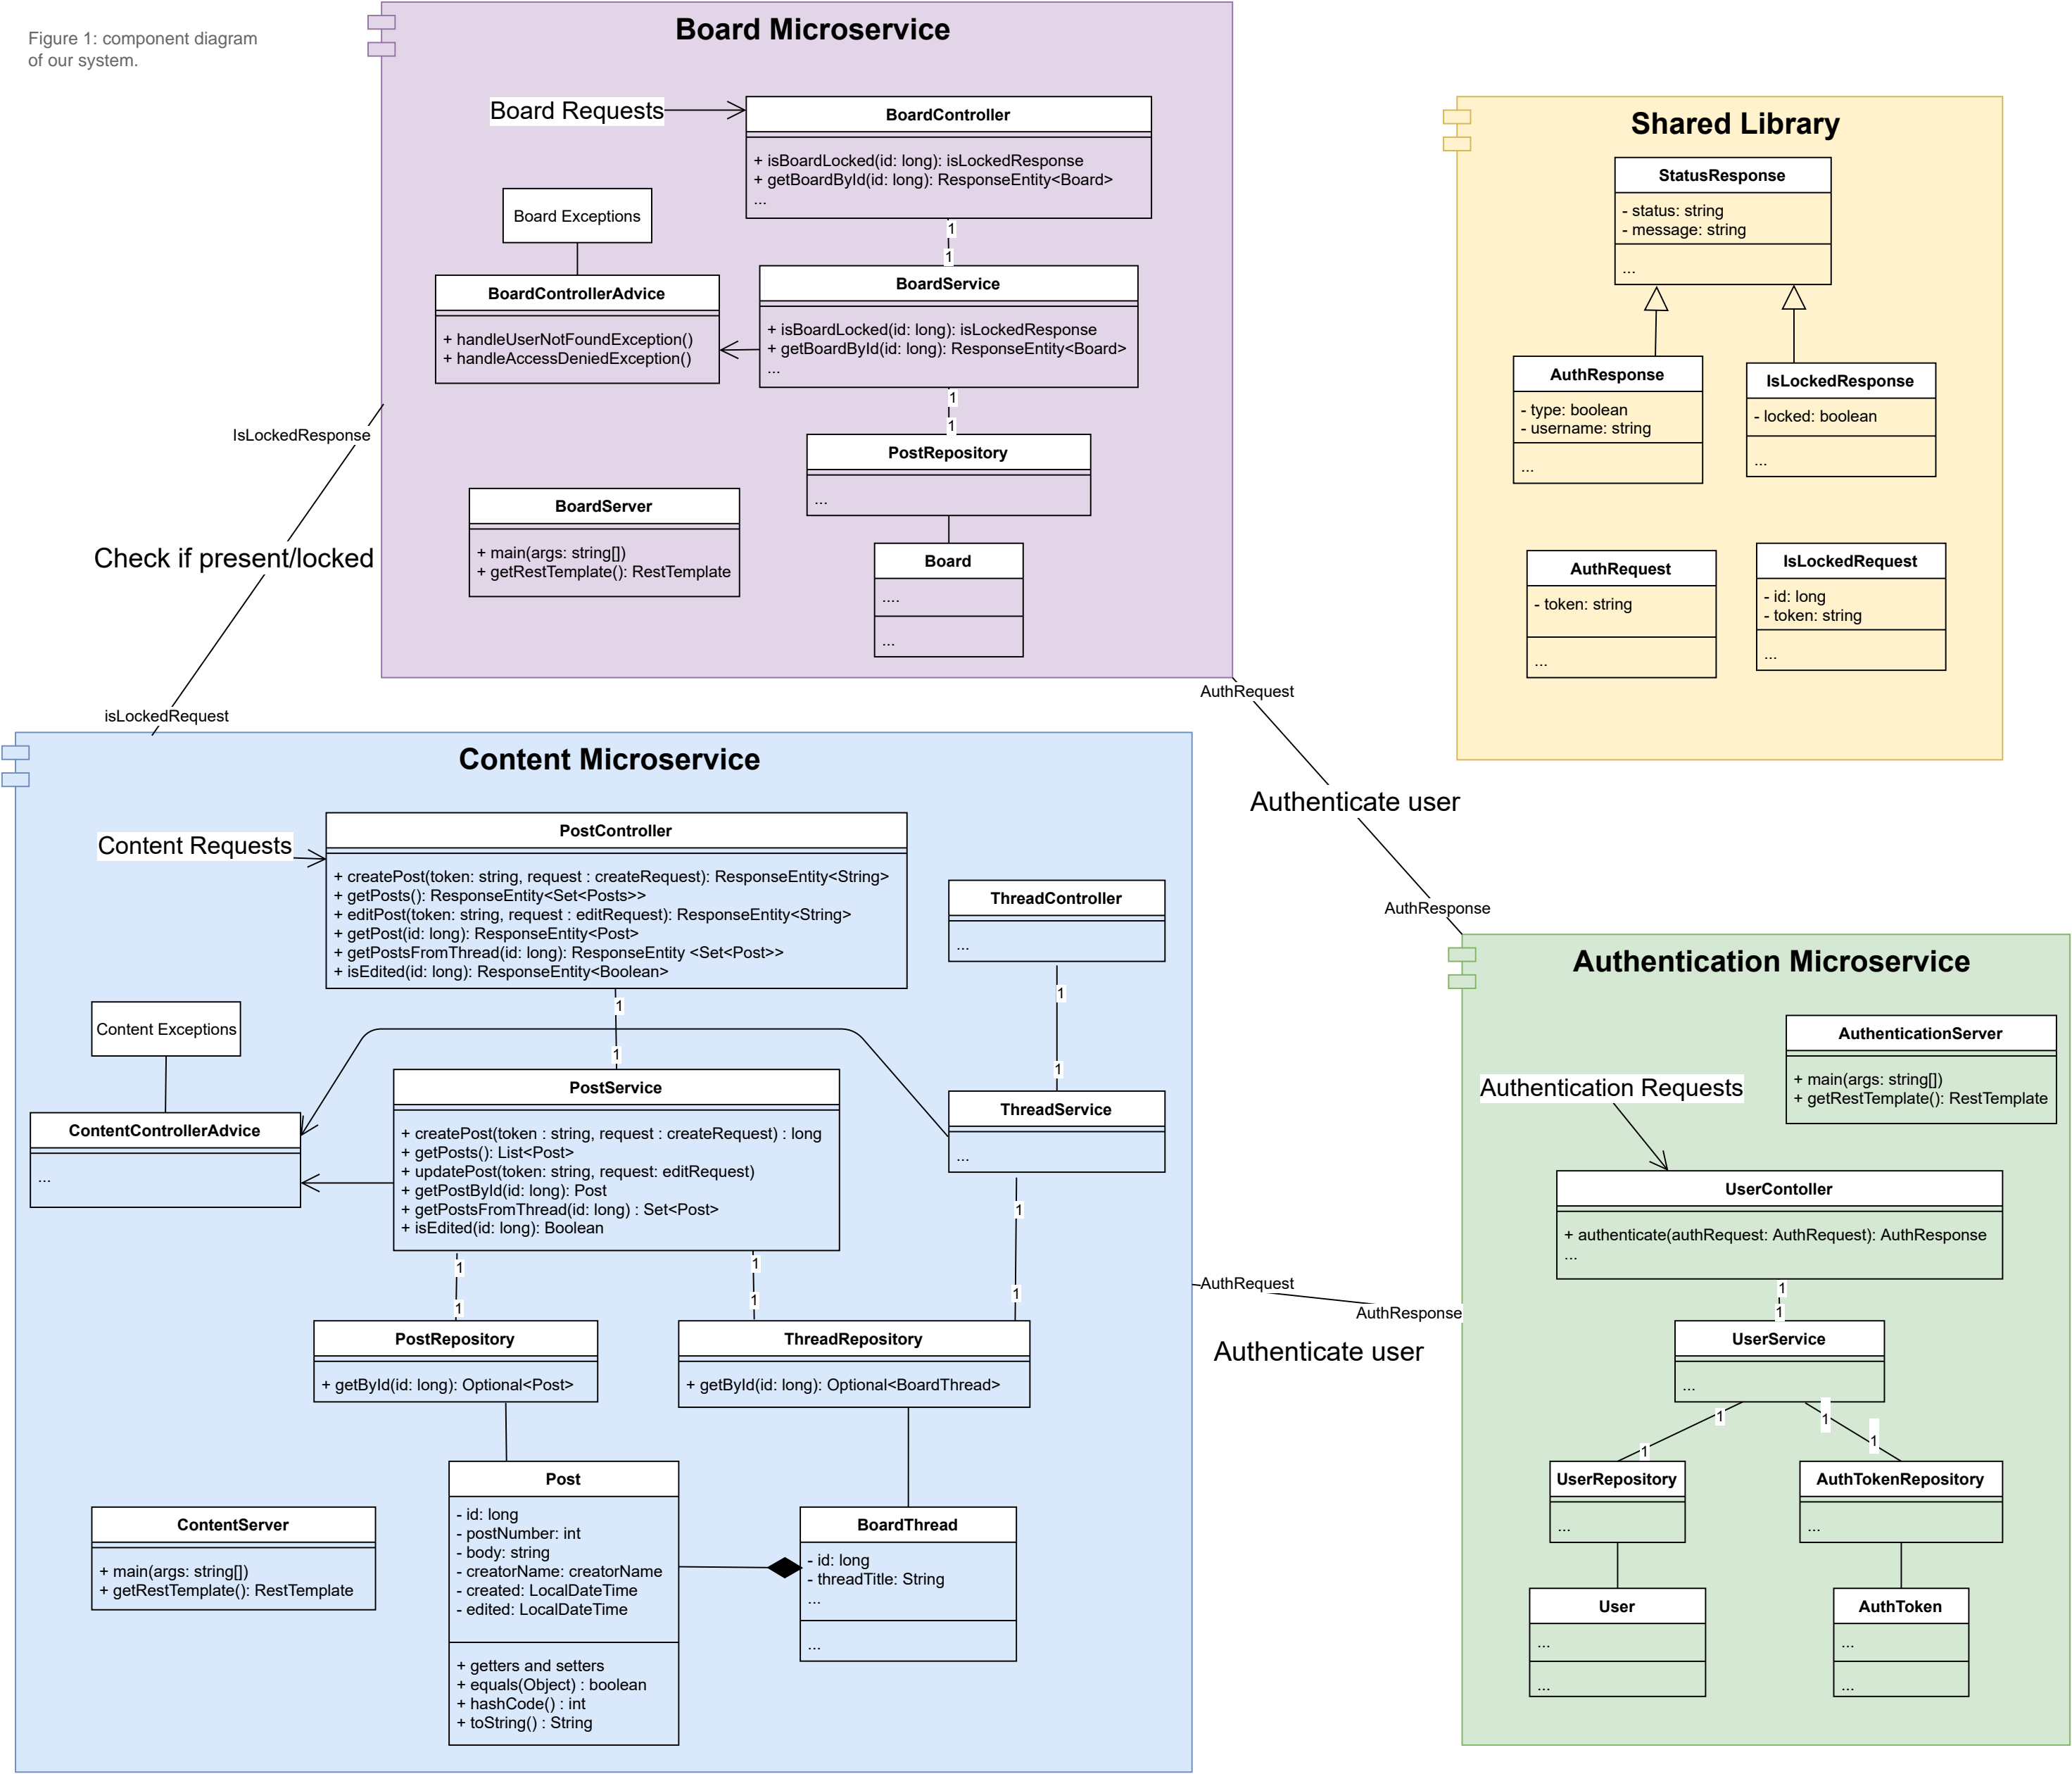 Figure 1: component diagram
of our system.
Board Microservice
Board Requests
BoardController
+ isBoardLocked(id: long): isLockedResponse
+ getBoardById(id: long): ResponseEntity<Board>
...
1
1
Board Exceptions
BoardControllerAdvice
+ handleUserNotFoundException()
+ handleAccessDeniedException()
BoardService
+ isBoardLocked(id: long): isLockedResponse
+ getBoardById(id: long): ResponseEntity<Board>
...
1
1
PostRepository
...
BoardServer
+ main(args: string[])
+ getRestTemplate(): RestTemplate
Board
....
...
Shared Library
StatusResponse
- status: string
- message: string
...
AuthResponse
- type: boolean
- username: string
...
IsLockedResponse
- locked: boolean
...
AuthRequest
- token: string
...
IsLockedRequest
- id: long
- token: string
...
IsLockedResponse
Check if present/locked
isLockedRequest
AuthRequest
Authenticate user
AuthResponse
Content Microservice
Content Requests
PostController
+ createPost(token: string, request : createRequest): ResponseEntity<String>
+ getPosts(): ResponseEntity<Set<Posts>>
+ editPost(token: string, request : editRequest): ResponseEntity<String>
+ getPost(id: long): ResponseEntity<Post>
+ getPostsFromThread(id: long): ResponseEntity <Set<Post>>
+ isEdited(id: long): ResponseEntity<Boolean>
ThreadController
...
1
1
1
1
Content Exceptions
ContentControllerAdvice
...
PostService
+ createPost(token : string, request : createRequest) : long
+ getPosts(): List<Post>
+ updatePost(token: string, request: editRequest)
+ getPostById(id: long): Post
+ getPostsFromThread(id: long) : Set<Post>
+ isEdited(id: long): Boolean
ThreadService
...
1
1
1
1
1
1
PostRepository
+ getById(id: long): Optional<Post>
ThreadRepository
+ getById(id: long): Optional<BoardThread>
ContentServer
+ main(args: string[])
+ getRestTemplate(): RestTemplate
Post
- id: long
- postNumber: int
- body: string
- creatorName: creatorName
- created: LocalDateTime
- edited: LocalDateTime
+ getters and setters
+ equals(Object) : boolean
+ hashCode() : int
+ toString() : String
BoardThread
- id: long
- threadTitle: String
...
...
AuthRequest
AuthResponse
Authenticate user
Authentication Microservice
AuthenticationServer
+ main(args: string[])
+ getRestTemplate(): RestTemplate
Authentication Requests
UserContoller
+ authenticate(authRequest: AuthRequest): AuthResponse
...
1
1
UserService
...
1
1
1
1
UserRepository
...
AuthTokenRepository
...
User
...
...
AuthToken
...
...